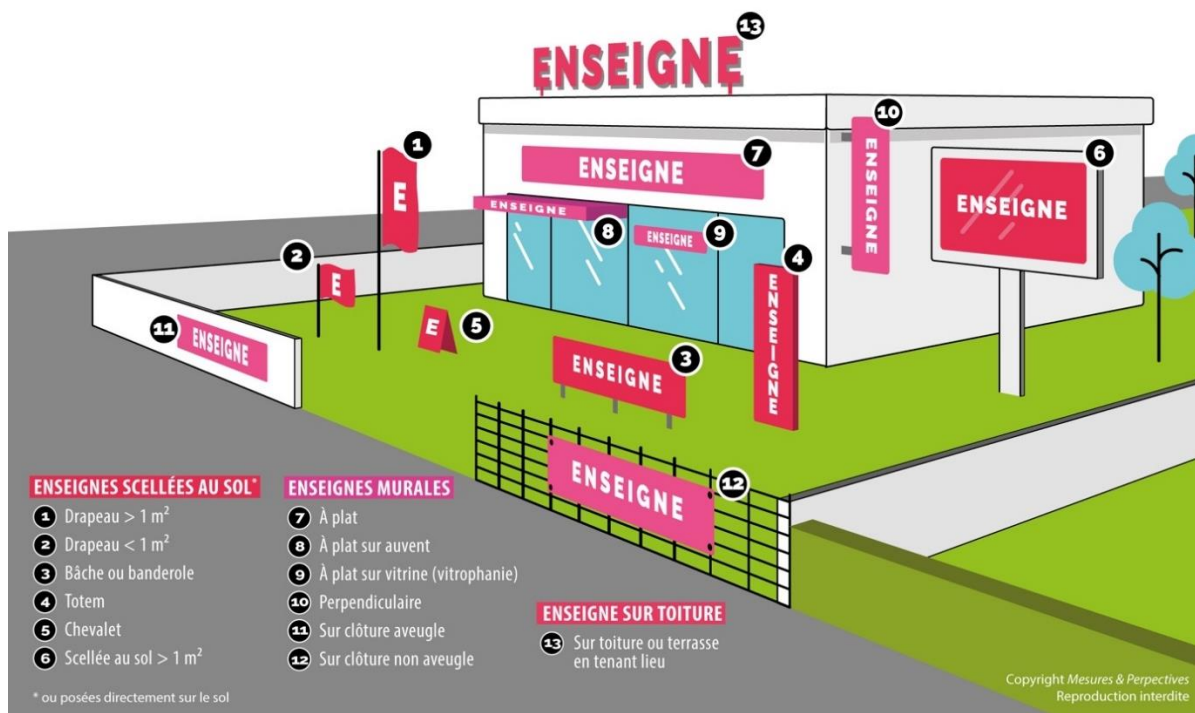 ENSEIGNE
13
10
1
ENSEIGNE
7
6
E
ENSEIGNE
ENSEIGNE
8
ENSEIGNE
9
ENSEIGNE
2
E
4
ENSEIGNE
11
ENSEIGNE
E
5
ENSEIGNE
3
ENSEIGNE
12
ENSEIGNES SCELLÉES AU SOL*
1 Drapeau > 1 m²
2 Drapeau < 1 m²
3 Bâche ou banderole
4 Totem
5 Chevalet
6 Scellée au sol > 1 m²
* ou posées directement sur le sol
ENSEIGNES MURALES
7 À plat
8 À plat sur auvent
9 À plat sur vitrine (vitrophanie)
10 Perpendiculaire
11 Sur clôture aveugle
12 Sur clôture non aveugle
ENSEIGNE SUR TOITURE
13 Sur toiture ou terrasse
en tenant lieu
Copyright Mesures & Perpectives
Reproduction interdite